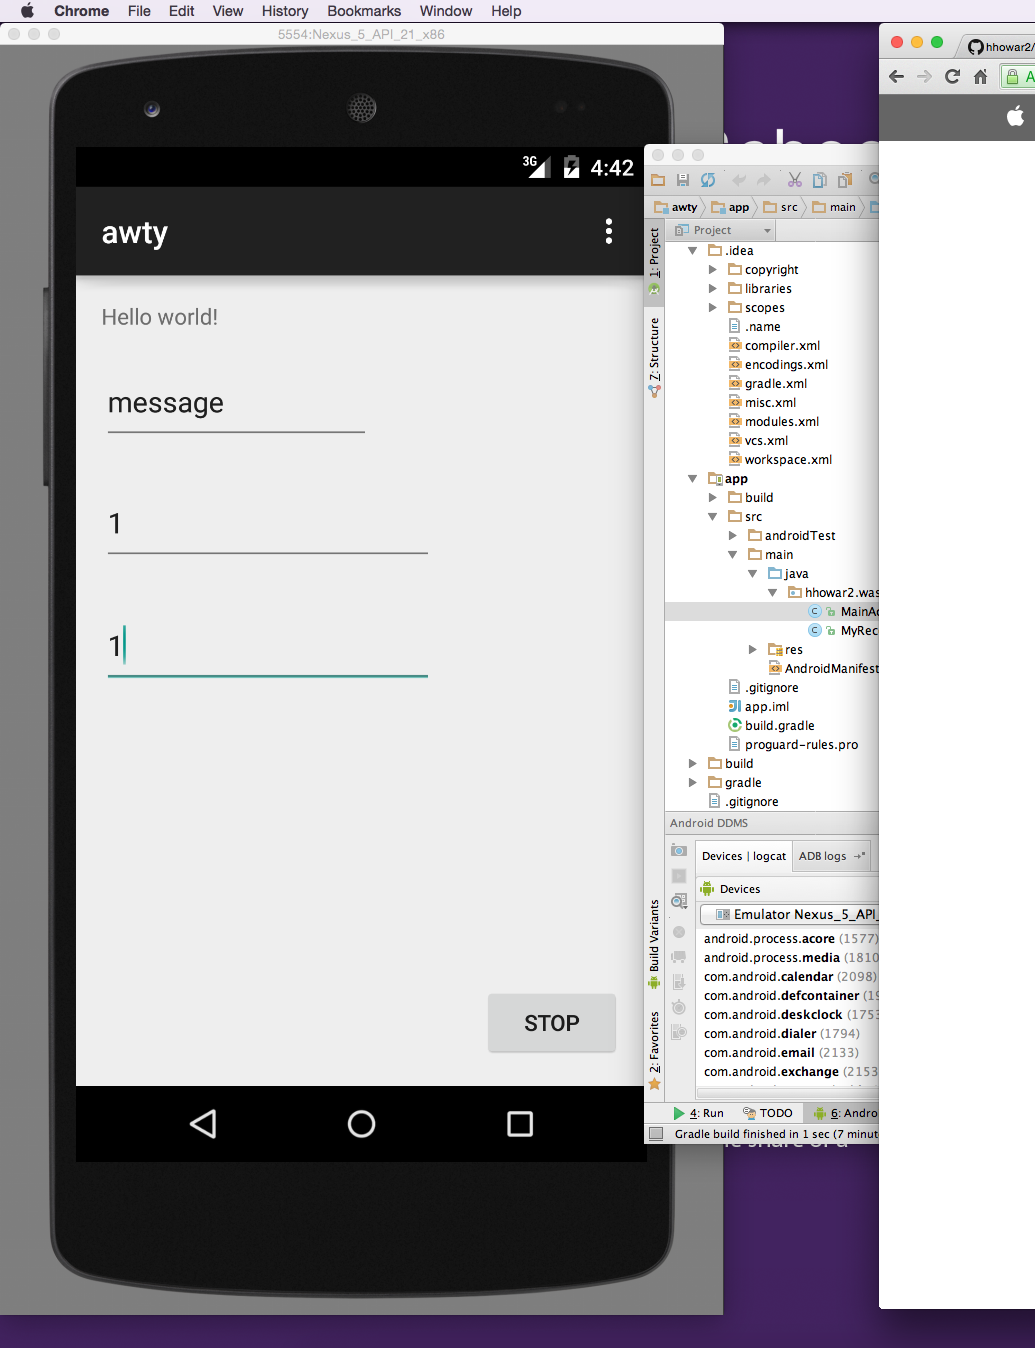 Chrome File Edit View History Bookmarks Window Help
5554:Nexus_5_API_21_x86
3G 4:42
awty
Hello world!
message
1
1
STOP
hhowar2/
awty app src main
Project
1: Project
7: Structure
Build Variants
2: Favorites
.idea
copyright
libraries
scopes
.name
compiler.xml
encodings.xml
gradle.xml
misc.xml
modules.xml
vcs.xml
workspace.xml
app
build
src
androidTest
main
java
hhowar2.was
MainAc
MyRec
res
AndroidManifest
.gitignore
app.iml
build.gradle
proguard-rules.pro
build
gradle
.gitignore
Android DDMS
Devices | logcat ADB logs
Devices
Emulator Nexus_5_API_
android.process.acore (1577)
android.process.media (1810
com.android.calendar (2098)
com.android.defcontainer (19
com.android.deskclock (1753
com.android.dialer (1794)
com.android.email (2133)
com.android.exchange (2153
4: Run TODO 6: Andro
Gradle build finished in 1 sec (7 minut